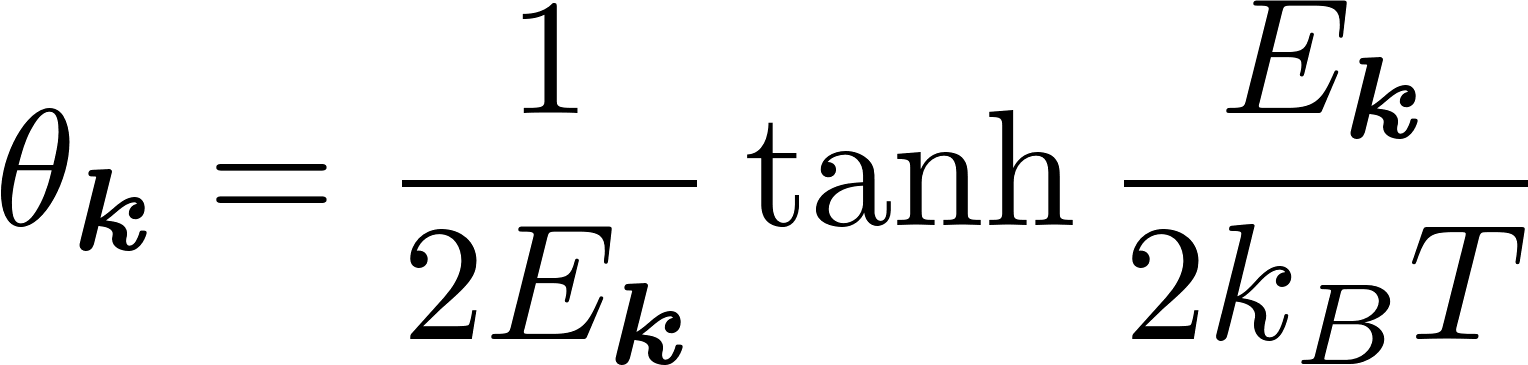 θ_𝒌 = \frac{1}{2E_𝒌} tanh \frac{E_𝒌}{2k_B T}